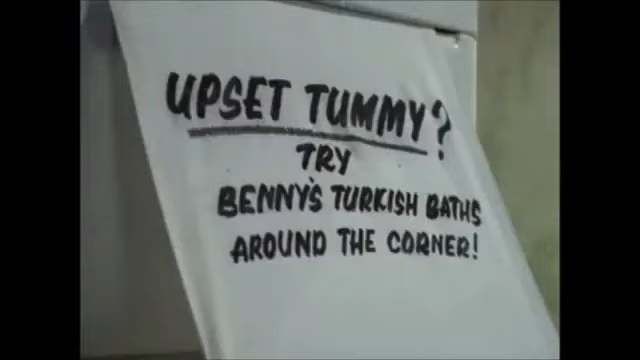 UPSET TUMMY?
TRY
BENNY'S TURKISH BATHS
AROUND THE CORNER!